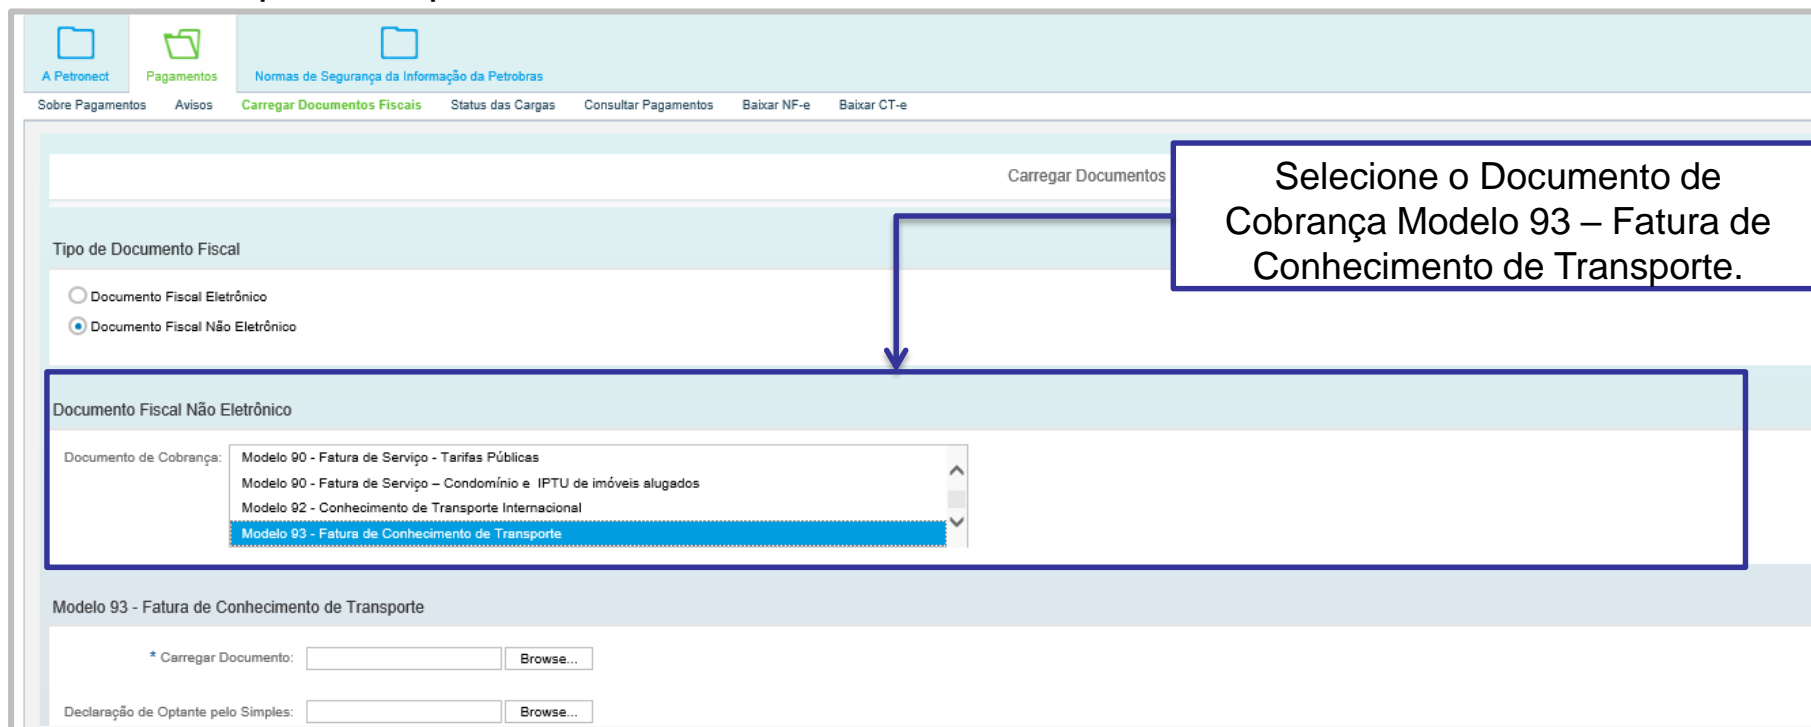 A Petronect
Pagamentos
Normas de Segurança da Informação da Petrobras
Sobre Pagamentos Avisos Carregar Documentos Fiscais Status das Cargas Consultar Pagamentos Baixar NF-e Baixar CT-e
Carregar Documentos
Selecione o Documento de
Cobrança Modelo 93 – Fatura de
Conhecimento de Transporte.
Tipo de Documento Fiscal
Documento Fiscal Eletrônico
Documento Fiscal Não Eletrônico
Documento Fiscal Não Eletrônico
Documento de Cobrança:
Modelo 90 - Fatura de Serviço - Tarifas Públicas
Modelo 90 - Fatura de Serviço – Condomínio e IPTU de imóveis alugados
Modelo 92 - Conhecimento de Transporte Internacional
Modelo 93 - Fatura de Conhecimento de Transporte
Modelo 93 - Fatura de Conhecimento de Transporte
* Carregar Documento: Browse...
Declaração de Optante pelo Simples: Browse...